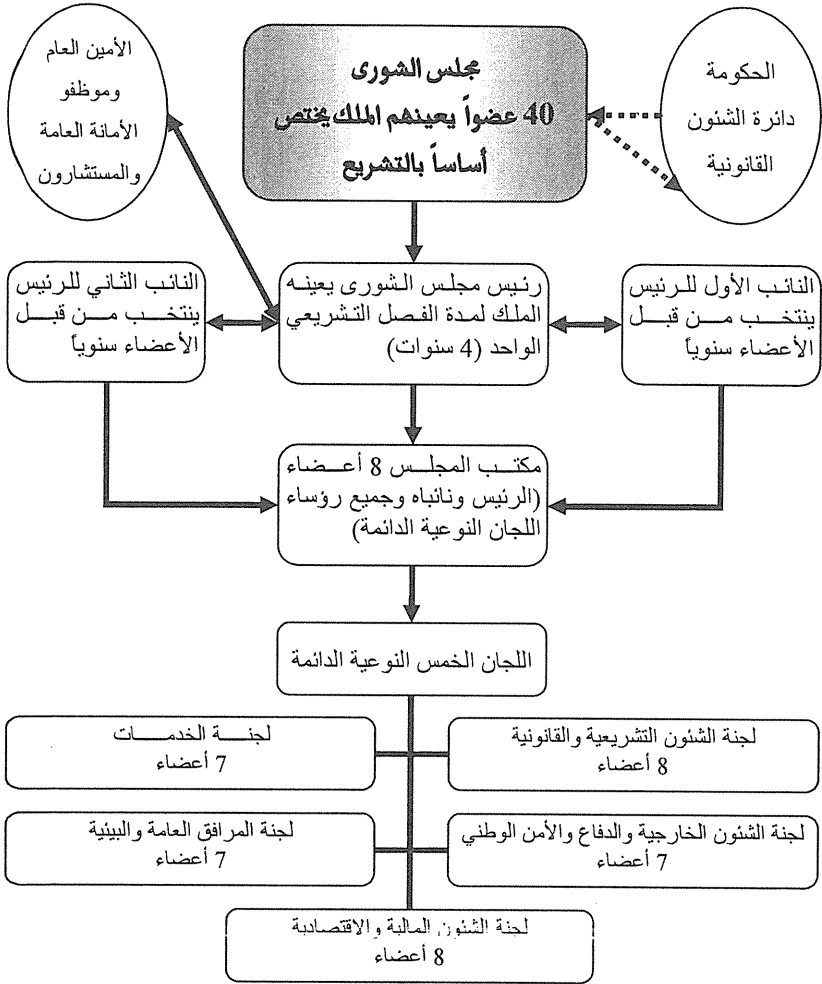 مجلس الشورى
40 عضواً يعينهم الملك يختص
أساساً بالتشريع
الحكومة
دائرة الشئون
القانونية
الأمين العام
وموظفو
الأمانة العامة
والمستشارون
النائب الأول للرئيس
ينتخب من قبل
الأعضاء سنوياً
رئيس مجلس الشورى يعينه
الملك لمدة الفصل التشريعي
الواحد (4 سنوات)
النائب الثاني للرئيس
ينتخب من قبل
الأعضاء سنوياً
مكتب المجلس 8 أعضاء
(الرئيس ونائباه وجميع رؤساء
اللجان النوعية الدائمة)
اللجان الخمس النوعية الدائمة
لجنة الشئون التشريعية والقانونية
8 أعضاء
لجنة الخدمات
7 أعضاء
لجنة الشئون الخارجية والدفاع والأمن الوطني
7 أعضاء
لجنة المرافق العامة والبيئية
7 أعضاء
لجنة الشئون المالية والاقتصادية
8 أعضاء